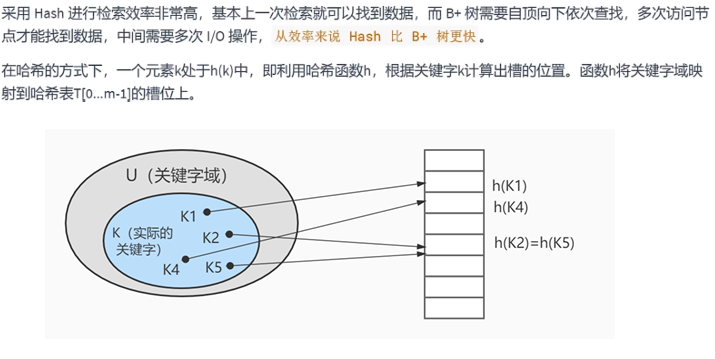 采用 Hash 进行检索效率非常高，基本上一次检索就可以找到数据，而 B+ 树需要自顶向下依次查找，多次访问节
点才能找到数据，中间需要多次 I/O 操作，从效率来说 Hash 比 B+ 树更快。
在哈希的方式下，一个元素k处于h(k)中，即利用哈希函数h，根据关键字k计算出槽的位置。函数h将关键字域映
射到哈希表T[0...m-1]的槽位上。
U（关键字域）
K1
K（实际的
关键字）
K2
K4
K5
h(K1)
h(K4)
h(K2)=h(K5)